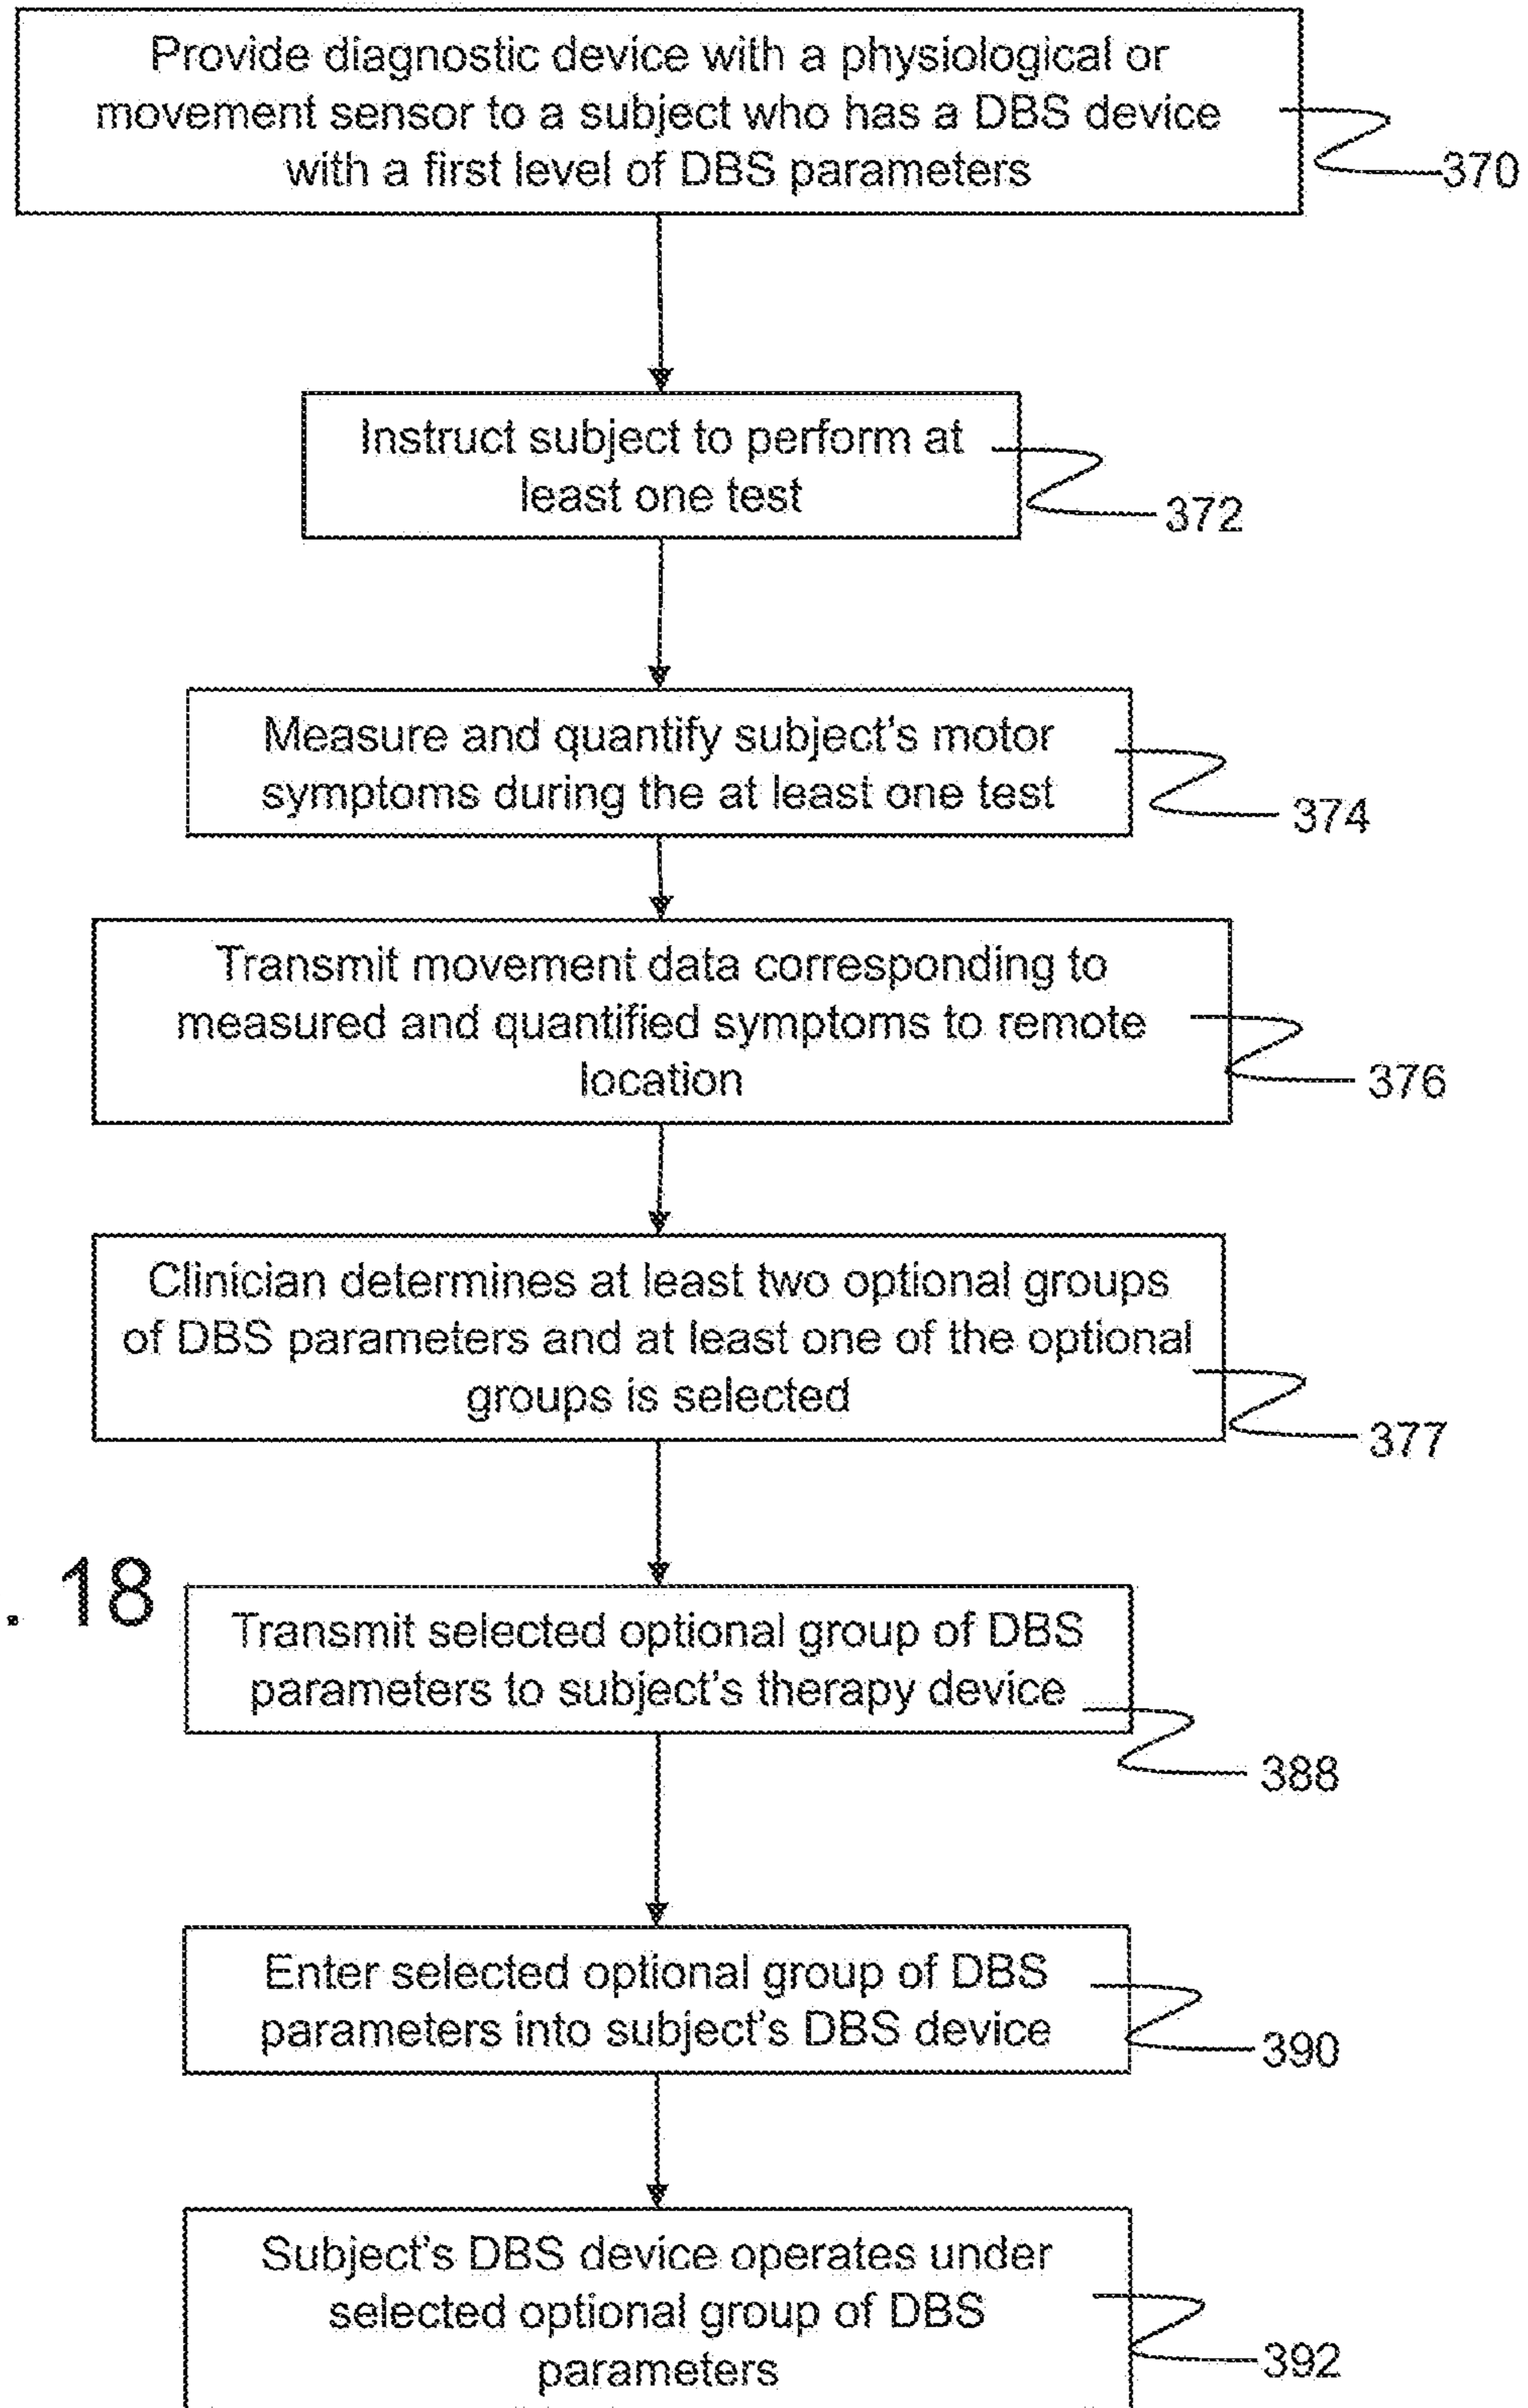 Provide diagnostic device with a physiological or
movement sensor to a subject who has a DBS device
with a first level of DBS parameters
370
Instruct subject to perform at
least one test
372
Measure and quantify subject's motor
symptoms during the at least one test
374
Transmit movement data corresponding to
measured and quantified symptoms to remote
location
376
Clinician determines at least two optional groups
of DBS parameters and at least one of the optional
groups is selected
377
. 18
Transmit selected optional group of DBS
parameters to subject's therapy device
388
Enter selected optional group of DBS
parameters into subject's DBS device
390
Subject's DBS device operates under
selected optional group of DBS
parameters
392